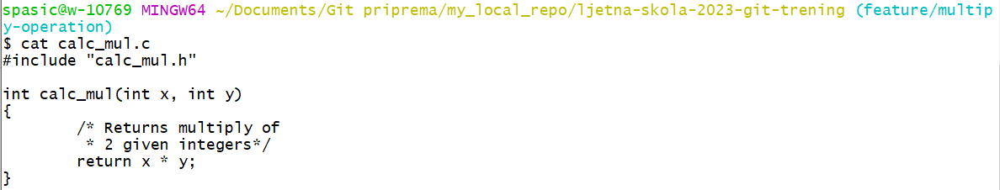 spasic@w-10769 MINGW64 ~/Documents/Git priprema/my_local_repo/ljetna-skola-2023-git-trening (feature/multip
y-operation)
$ cat calc_mul.c
#include "calc_mul.h"

int calc_mul(int x, int y)
{
        /* Returns multiply of
         * 2 given integers*/
        return x * y;
}